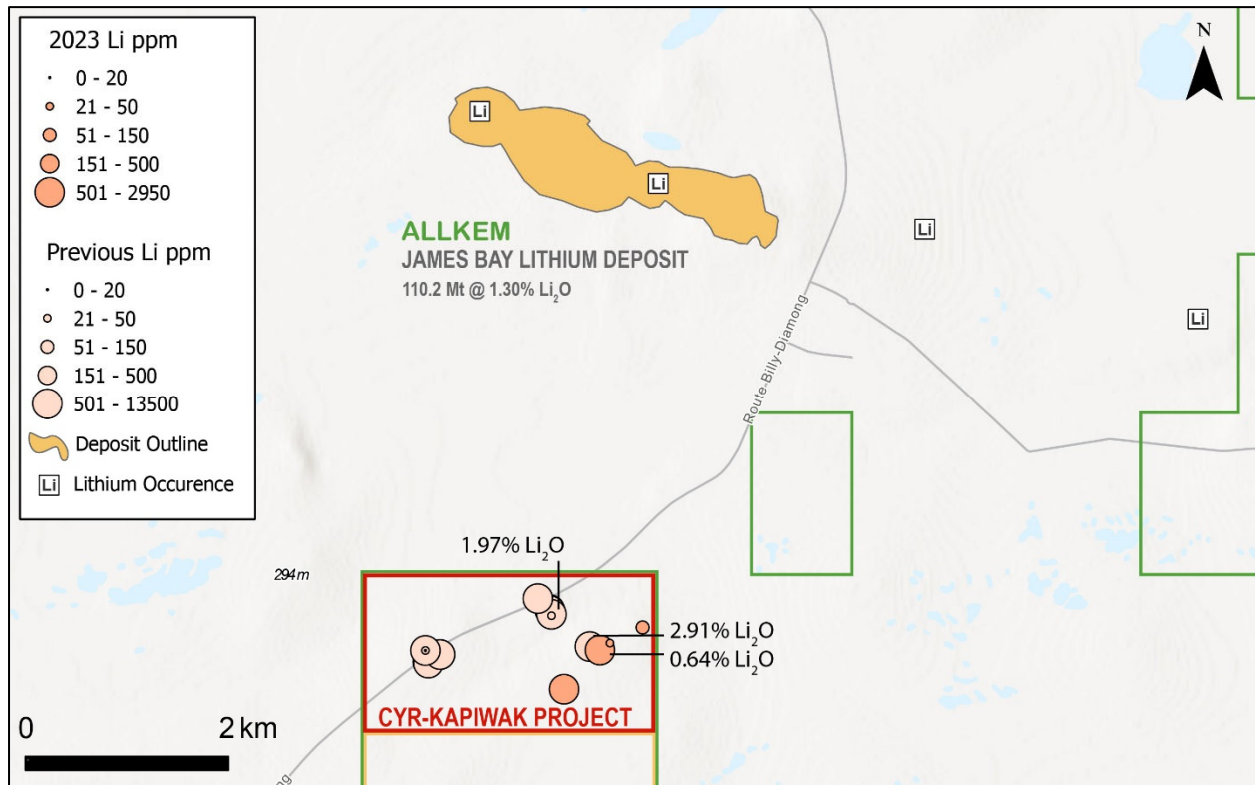 2023 Li ppm
0 - 20
21 - 50
51 - 150
151 - 500
501 - 2950
Previous Li ppm
0 - 20
21 - 50
51 - 150
151 - 500
501 - 13500
Deposit Outline
Li Lithium Occurence
N
Li
Li
Li
Li
ALLKEM
JAMES BAY LITHIUM DEPOSIT
110.2 Mt @ 1.30% Li₂O
Route-Billy-Diamong
1.97% Li₂O
294 m
2.91% Li₂O
0.64% Li₂O
CYR-KAPIWAK PROJECT
0 2 km